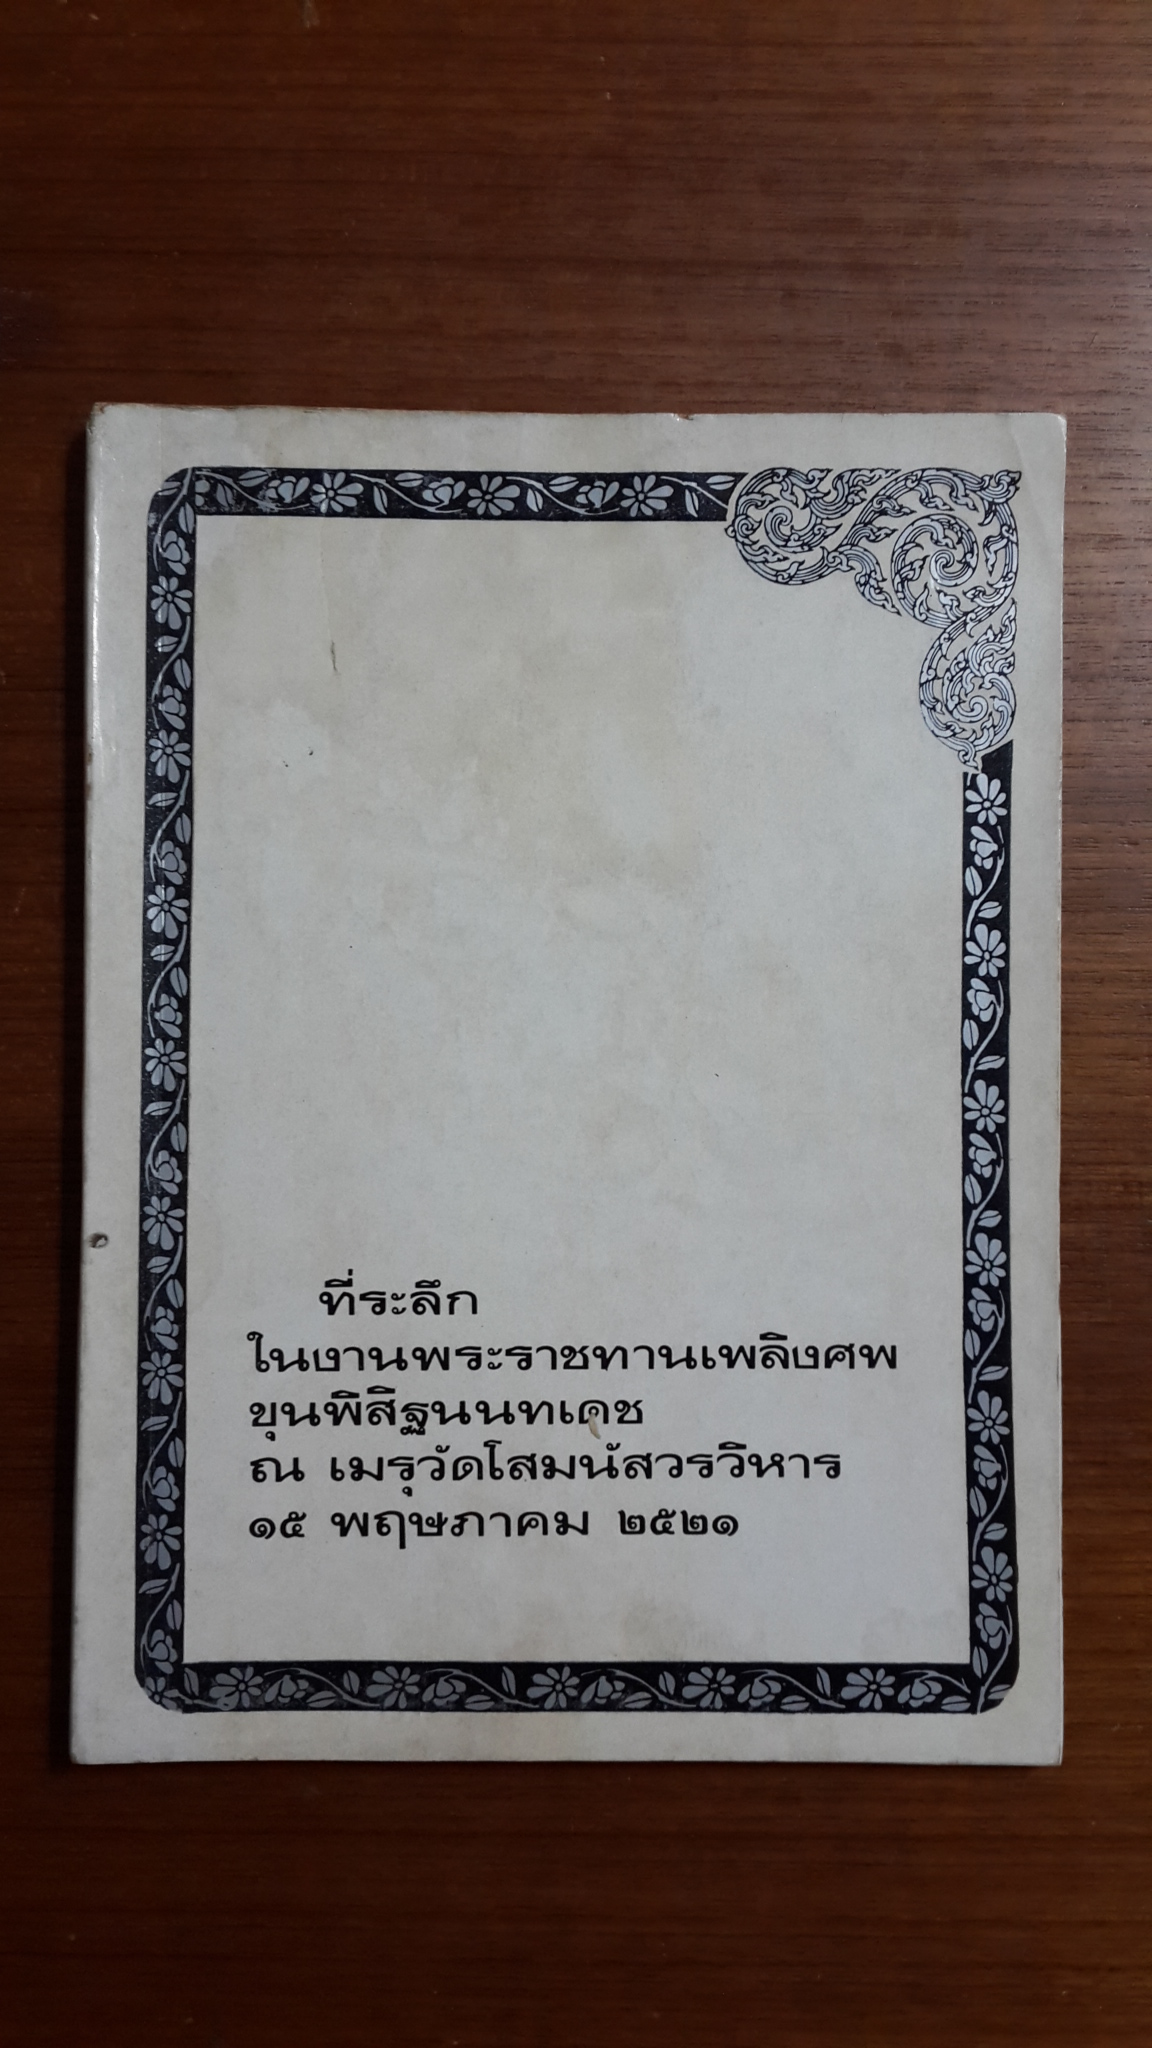 ที่ระลึก
ในงานพระราชทานเพลิงศพ
ขุนพิสิฐนนทเดช
ณ เมรุวัดโสมนัสวรวิหาร
๑๕ พฤษภาคม ๒๕๒๑